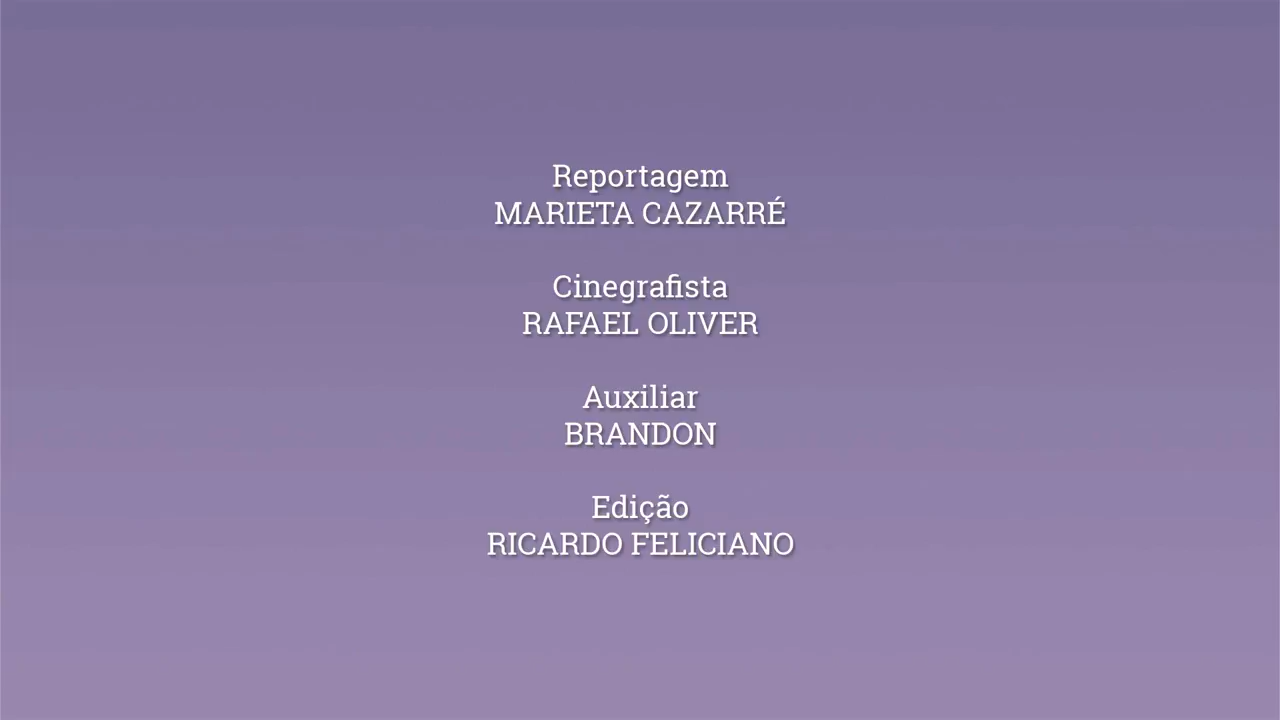 Reportagem
MARIETA CAZARRÉ
Cinegrafista
RAFAEL OLIVER
Auxiliar
BRANDON
Edição
RICARDO FELICIANO